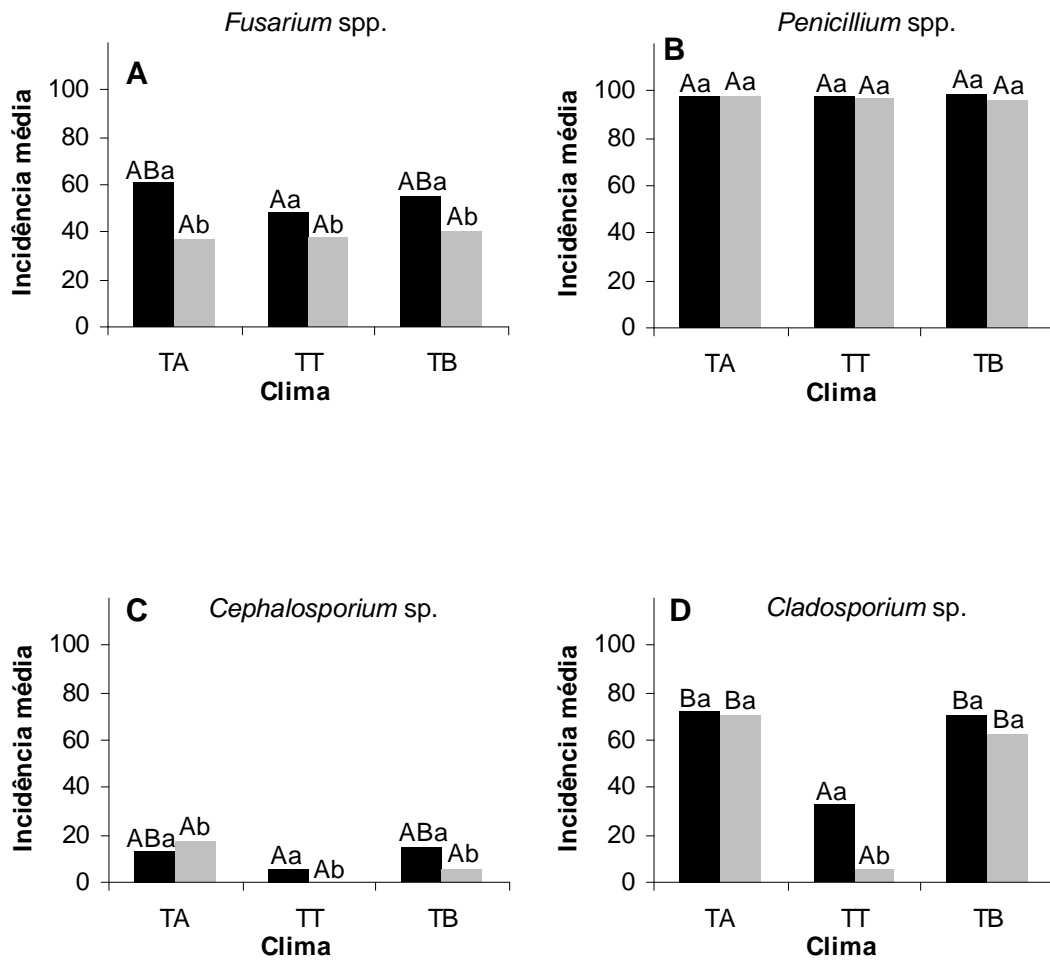 Fusarium spp.
A
Incidência média
100
80
60
40
20
0
ABa Ab Aa Ab ABa Ab
TA TT TB
Clima
Penicillium spp.
B
Incidência média
100
80
60
40
20
0
Aa Aa Aa Aa Aa Aa
TA TT TB
Clima
C Cephalosporium sp.
Incidência média
100
80
60
40
20
0
ABa Ab Aa Ab ABa Ab
TA TT TB
Clima
D Cladosporium sp.
Incidência média
100
80
60
40
20
0
Ba Ba Aa Ab Ba Ba
TA TT TB
Clima